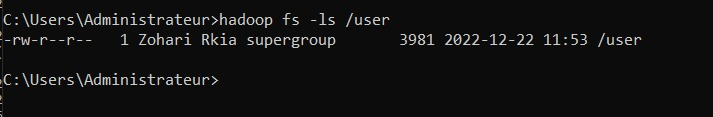 C:\Users\Administrateur>hadoop fs -ls /user
-rw-r--r--   1 Zohari Rkia supergroup       3981 2022-12-22 11:53 /user
C:\Users\Administrateur>